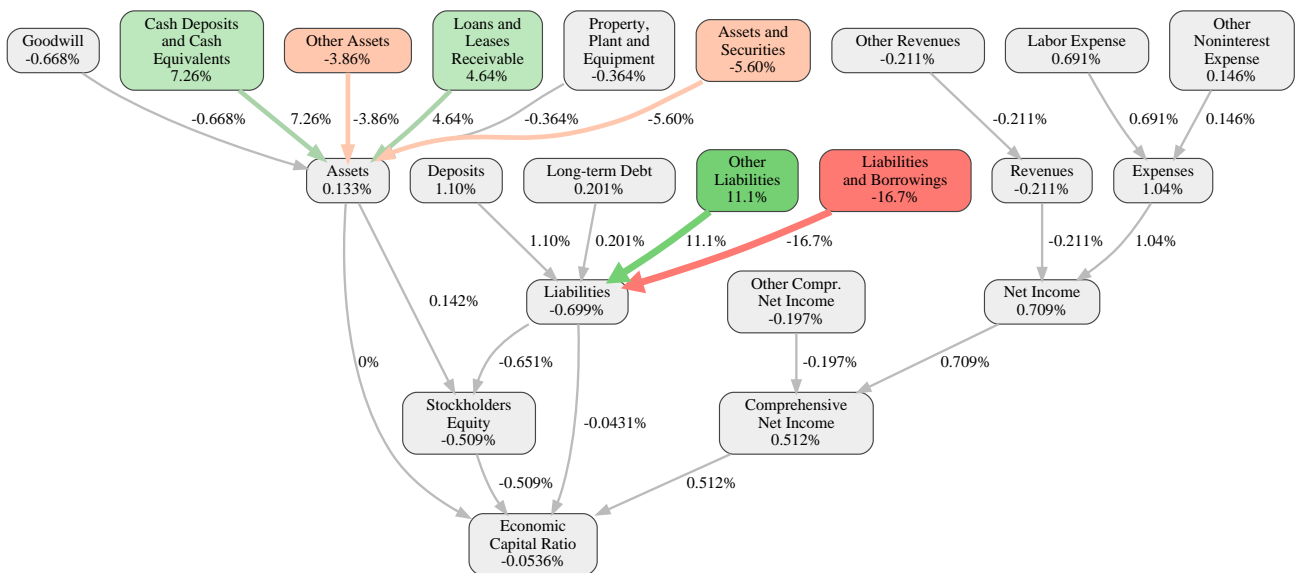 Goodwill
-0.668%
Cash Deposits
and Cash
Equivalents
7.26%
Other Assets
-3.86%
Loans and
Leases
Receivable
4.64%
Property,
Plant and
Equipment
-0.364%
Assets and
Securities
-5.60%
Other Revenues
-0.211%
Labor Expense
0.691%
Other
Noninterest
Expense
0.146%
-0.668%
7.26%
-3.86%
4.64%
-0.364%
-5.60%
-0.211%
0.691%
0.146%
Assets
0.133%
Deposits
1.10%
Long-term Debt
0.201%
Other
Liabilities
11.1%
Liabilities
and Borrowings
-16.7%
Revenues
-0.211%
Expenses
1.04%
1.10%
0.201%
11.1%
-16.7%
-0.211%
1.04%
0.142%
Liabilities
-0.699%
Other Compr.
Net Income
-0.197%
Net Income
0.709%
0%
-0.651%
-0.197%
0.709%
Stockholders
Equity
-0.509%
-0.0431%
Comprehensive
Net Income
0.512%
-0.509%
0.512%
Economic
Capital Ratio
-0.0536%